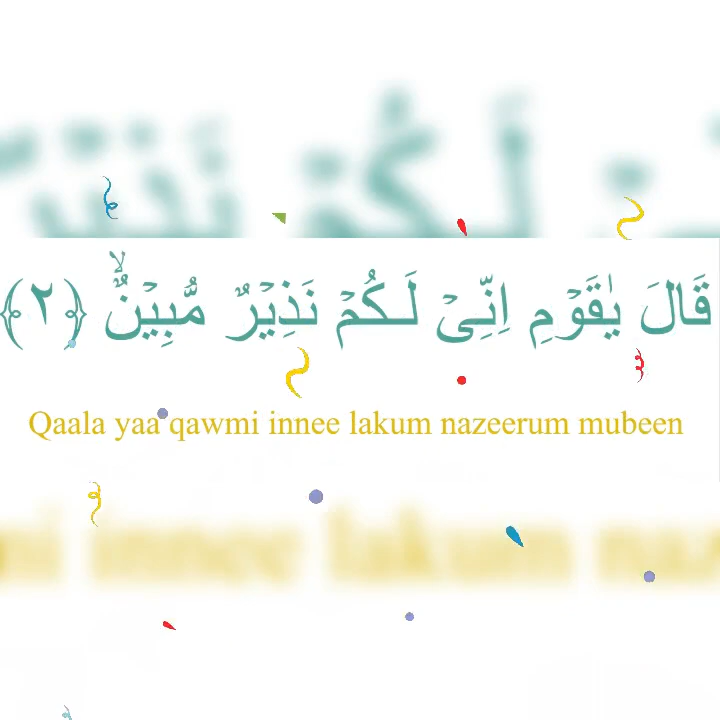 قَالَ يٰقَوۡمِ اِنِّىۡ لَـكُمۡ نَذِيۡرٌ مُّبِيۡنٌۙ‏ ﴿۲﴾
Qaala yaa qawmi innee lakum nazeerum mubeen